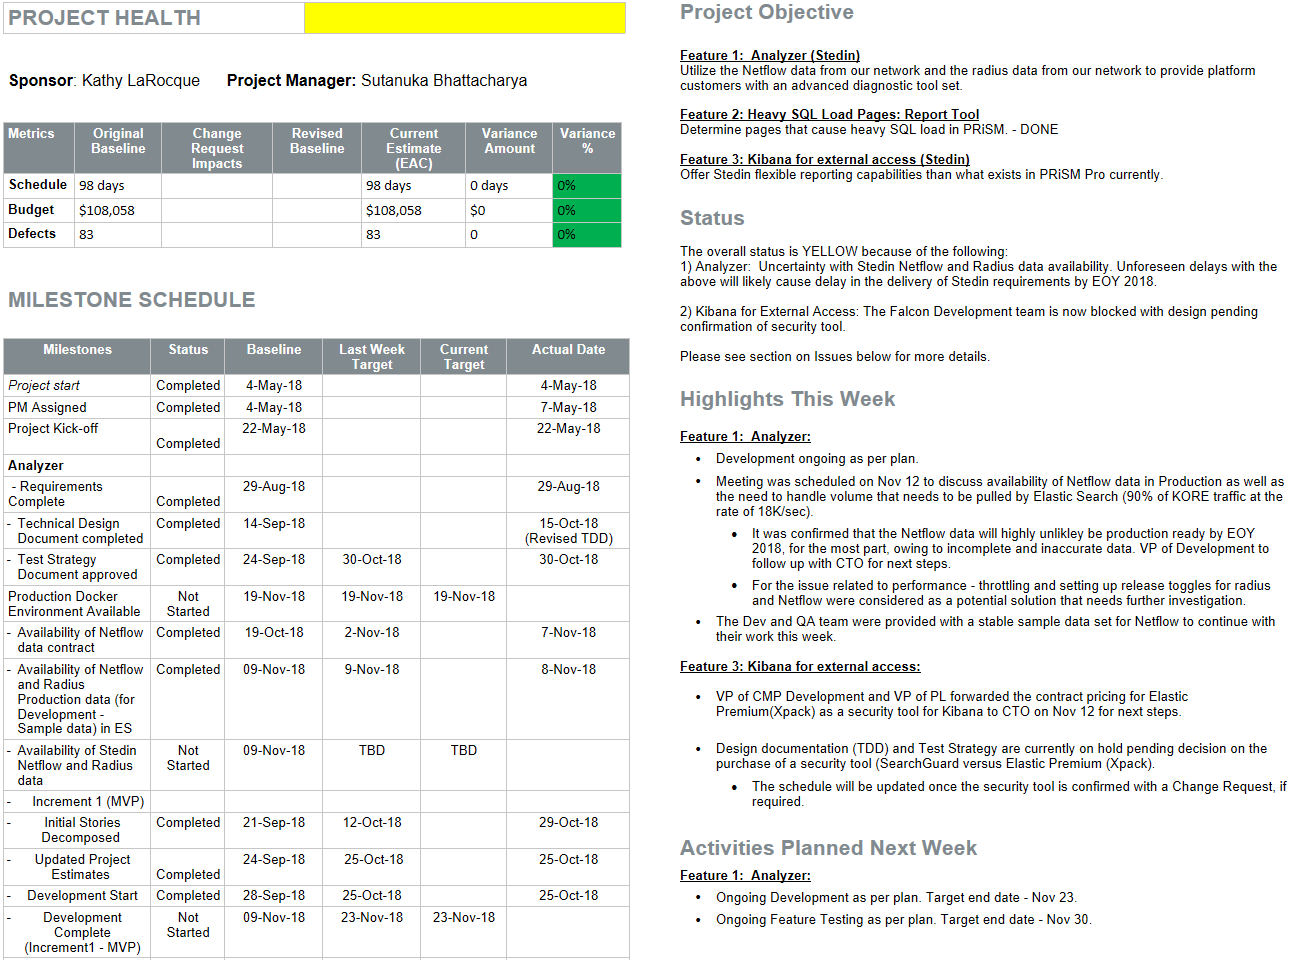 PROJECT HEALTH
Sponsor: Kathy LaRocque Project Manager: Sutanuka Bhattacharya
Metrics Original Baseline Change Request Impacts Revised Baseline Current Estimate (EAC) Variance Amount Variance %
Schedule 98 days 98 days 0 days 0%
Budget $108,058 $108,058 $0 0%
Defects 83 83 0 0%
MILESTONE SCHEDULE
Milestones Status Baseline Last Week Target Current Target Actual Date
Project start Completed 4-May-18 4-May-18
PM Assigned Completed 4-May-18 7-May-18
Project Kick-off Completed 22-May-18 22-May-18
Analyzer
- Requirements Complete Completed 29-Aug-18 29-Aug-18
- Technical Design Document completed Completed 14-Sep-18 15-Oct-18 (Revised TDD)
- Test Strategy Document approved Completed 24-Sep-18 30-Oct-18 30-Oct-18
Production Docker Environment Available Not Started 19-Nov-18 19-Nov-18 19-Nov-18
- Availability of Netflow data contract Completed 19-Oct-18 2-Nov-18 7-Nov-18
- Availability of Netflow and Radius Production data (for Development - Sample data) in ES Completed 09-Nov-18 9-Nov-18 8-Nov-18
- Availability of Stedin Netflow and Radius data Not Started 09-Nov-18 TBD TBD
- Increment 1 (MVP)
- Initial Stories Decomposed Completed 21-Sep-18 12-Oct-18 29-Oct-18
- Updated Project Estimates Completed 24-Sep-18 25-Oct-18 25-Oct-18
- Development Start Completed 28-Sep-18 25-Oct-18 25-Oct-18
- Development Complete (Increment1 - MVP) Not Started 09-Nov-18 23-Nov-18 23-Nov-18
Project Objective
Feature 1: Analyzer (Stedin)
Utilize the Netflow data from our network and the radius data from our network to provide platform
customers with an advanced diagnostic tool set.
Feature 2: Heavy SQL Load Pages: Report Tool
Determine pages that cause heavy SQL load in PRiSM. - DONE
Feature 3: Kibana for external access (Stedin)
Offer Stedin flexible reporting capabilities than what exists in PRiSM Pro currently.
Status
The overall status is YELLOW because of the following:
1) Analyzer: Uncertainty with Stedin Netflow and Radius data availability. Unforeseen delays with the
above will likely cause delay in the delivery of Stedin requirements by EOY 2018.
2) Kibana for External Access: The Falcon Development team is now blocked with design pending
confirmation of security tool.
Please see section on Issues below for more details.
Highlights This Week
Feature 1: Analyzer:
• Development ongoing as per plan.
• Meeting was scheduled on Nov 12 to discuss availability of Netflow data in Production as well as
the need to handle volume that needs to be pulled by Elastic Search (90% of KORE traffic at the
rate of 18K/sec).
• It was confirmed that the Netflow data will highly unlikley be production ready by EOY
2018, for the most part, owing to incomplete and inaccurate data. VP of Development to
follow up with CTO for next steps.
• For the issue related to performance - throttling and setting up release toggles for radius
and Netflow were considered as a potential solution that needs further investigation.
• The Dev and QA team were provided with a stable sample data set for Netflow to continue with
their work this week.
Feature 3: Kibana for external access:
• VP of CMP Development and VP of PL forwarded the contract pricing for Elastic
Premium(Xpack) as a security tool for Kibana to CTO on Nov 12 for next steps.
• Design documentation (TDD) and Test Strategy are currently on hold pending decision on the
purchase of a security tool (SearchGuard versus Elastic Premium (Xpack).
• The schedule will be updated once the security tool is confirmed with a Change Request, if
required.
Activities Planned Next Week
Feature 1: Analyzer:
• Ongoing Development as per plan. Target end date - Nov 23.
• Ongoing Feature Testing as per plan. Target end date - Nov 30.